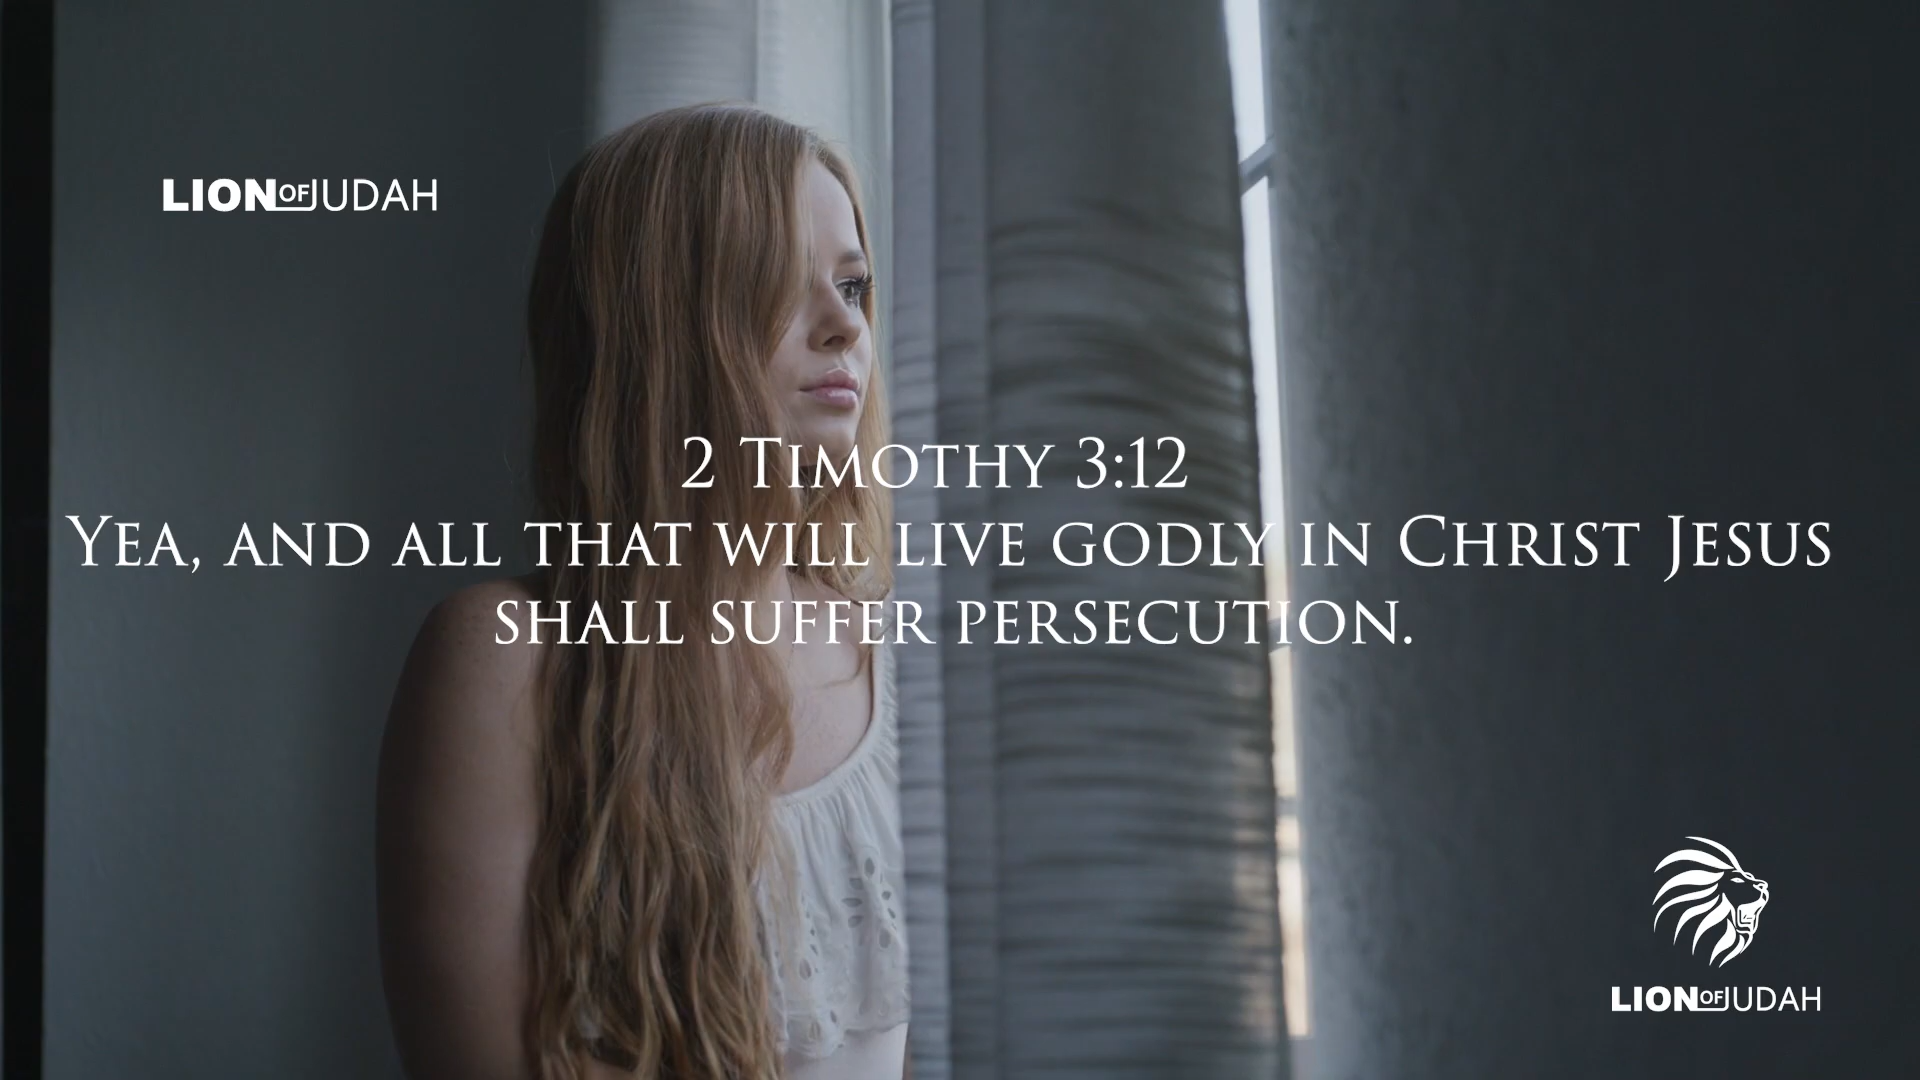 LION OF JUDAH
2 Timothy 3:12
Yea, and all that will live godly in Christ Jesus
shall suffer persecution.
LION OF JUDAH